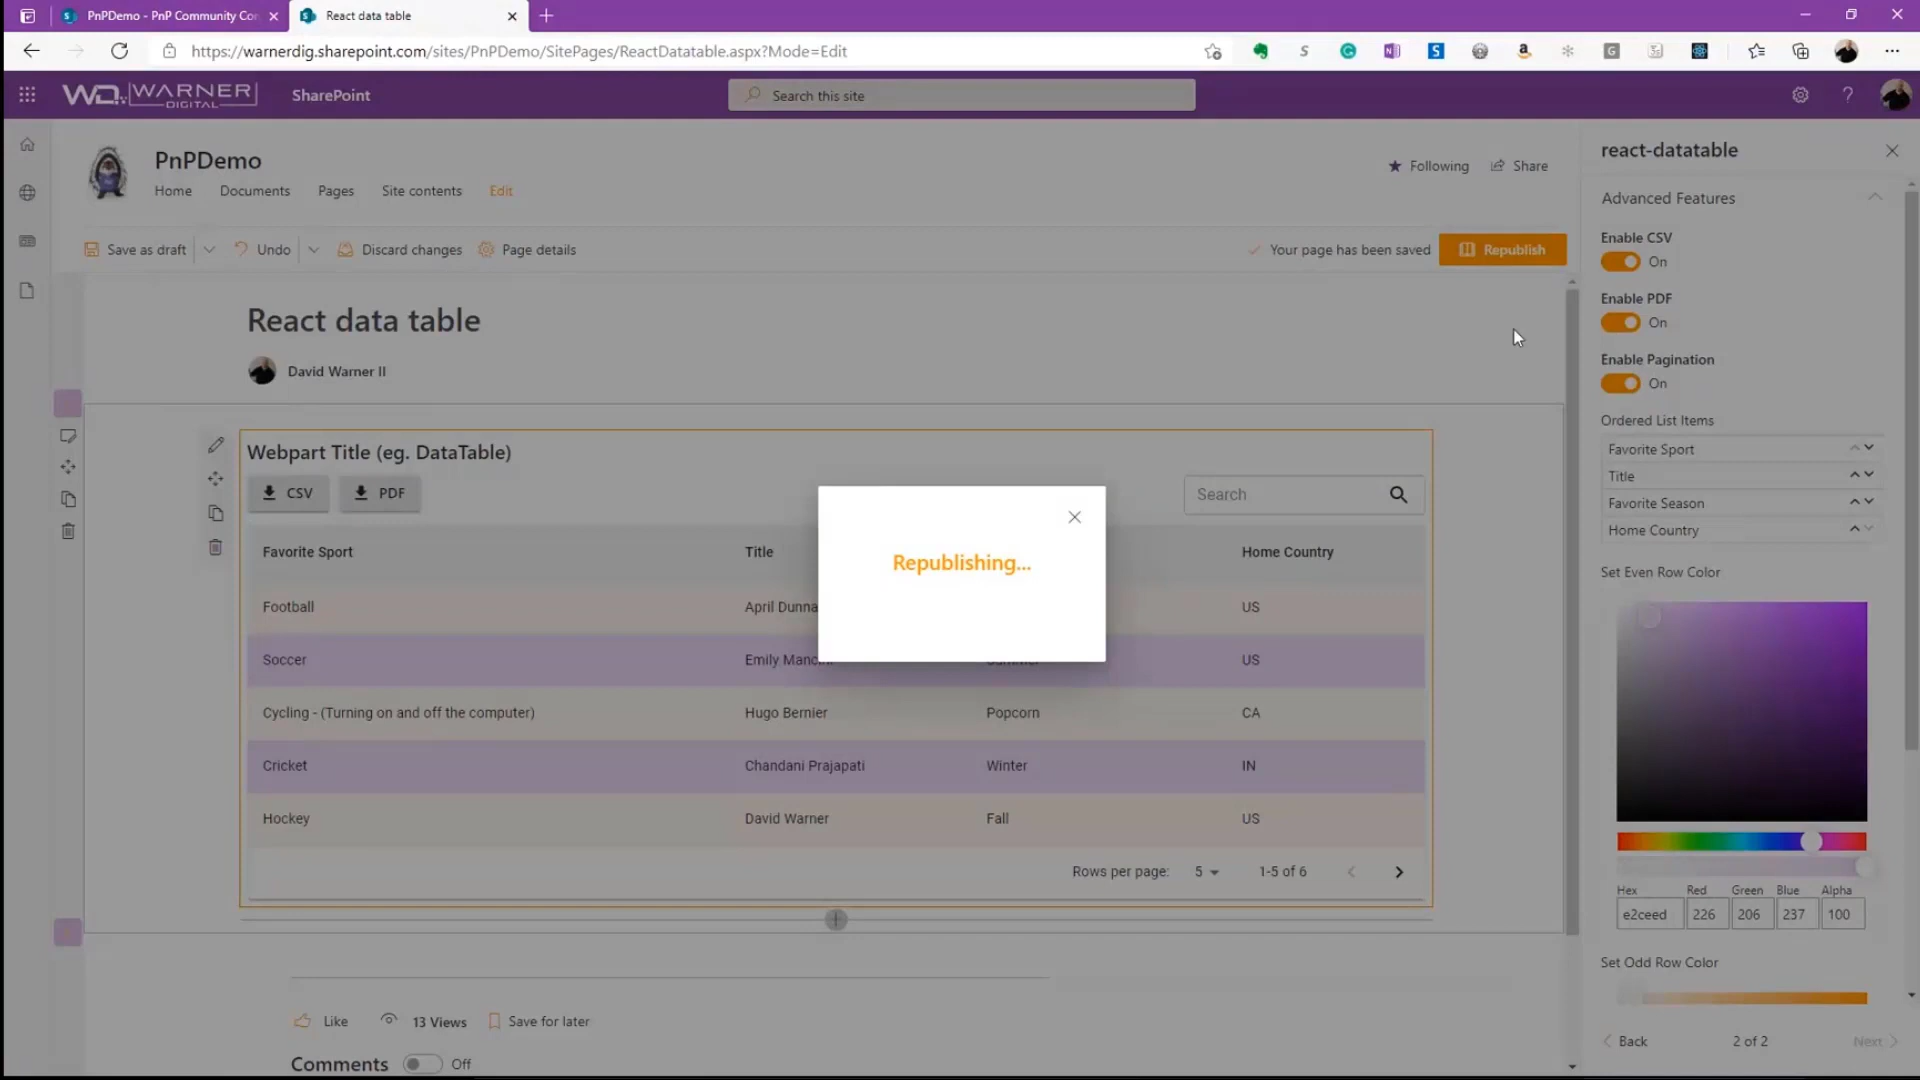 PnPDemo - PnP Community Co
React data table
https://warnerdig.sharepoint.com/sites/PnPDemo/SitePages/ReactDatatable.aspx?Mode=Edit
WD WARNER DIGITAL
SharePoint
Search this site
PnPDemo
Home Documents Pages Site contents Edit
Following Share
Save as draft Undo Discard changes Page details
Your page has been saved Republish
React data table
David Warner II
Webpart Title (eg. DataTable)
CSV PDF
Search
Favorite Sport Title Home Country
Football April Dunna US
Soccer Emily Manc Summer US
Cycling - (Turning on and off the computer) Hugo Bernier Popcorn CA
Cricket Chandani Prajapati Winter IN
Hockey David Warner Fall US
Rows per page: 5 1-5 of 6
Republishing...
Like 13 Views Save for later
Comments Off
react-datatable
Advanced Features
Enable CSV
On
Enable PDF
On
Enable Pagination
On
Ordered List Items
Favorite Sport
Title
Favorite Season
Home Country
Set Even Row Color
Hex Red Green Blue Alpha
e2ceed 226 206 237 100
Set Odd Row Color
Back 2 of 2 Next